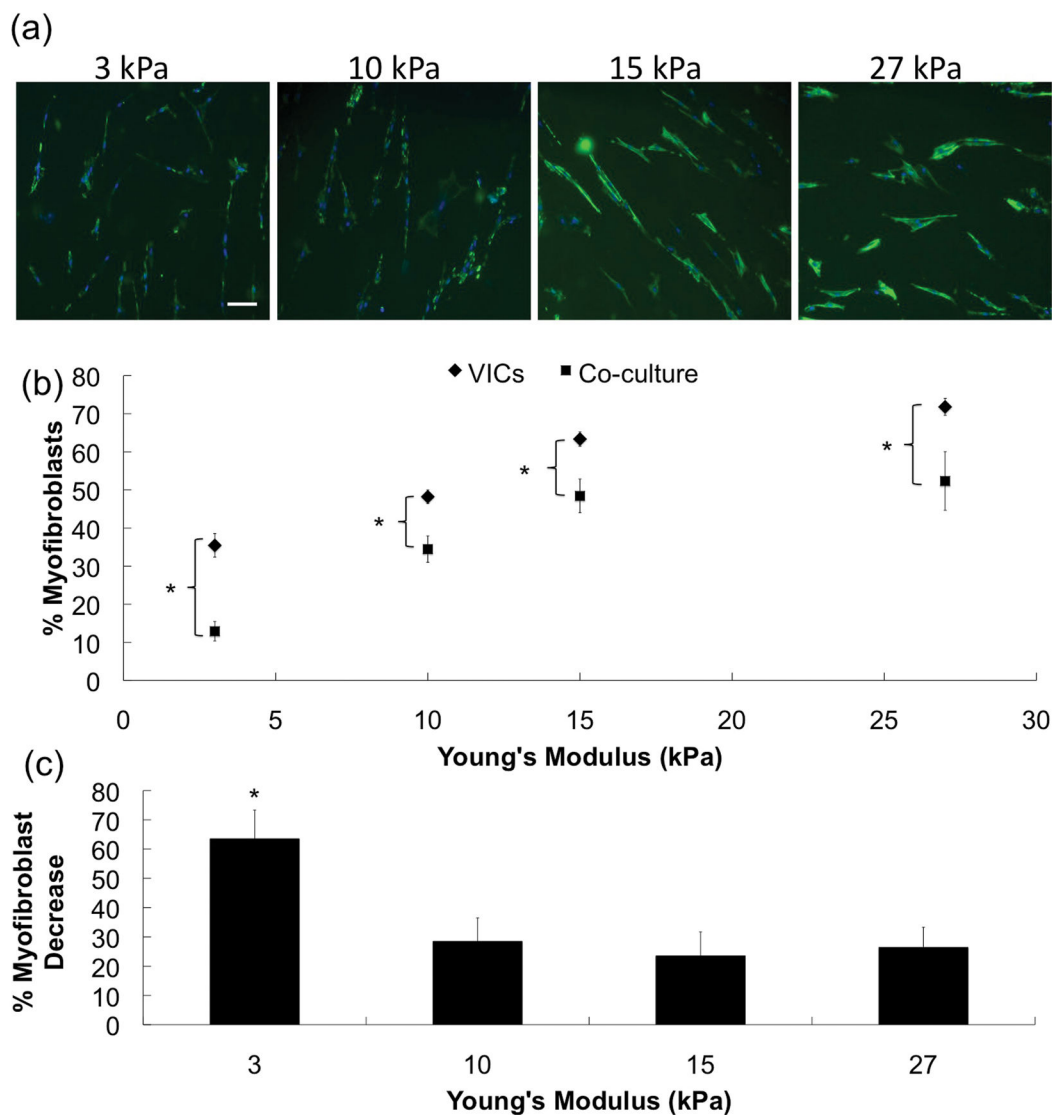 (a)
3 kPa 10 kPa 15 kPa 27 kPa
(b)
◆ VICs ■ Co-culture
80
70
60
50
40
30
20
10
0
% Myofibroblasts
*
*
*
*
0 5 10 15 20 25 30
Young's Modulus (kPa)
(c)
80
70
60
50
40
30
20
10
0
% Myofibroblast
Decrease
*
3 10 15 27
Young's Modulus (kPa)